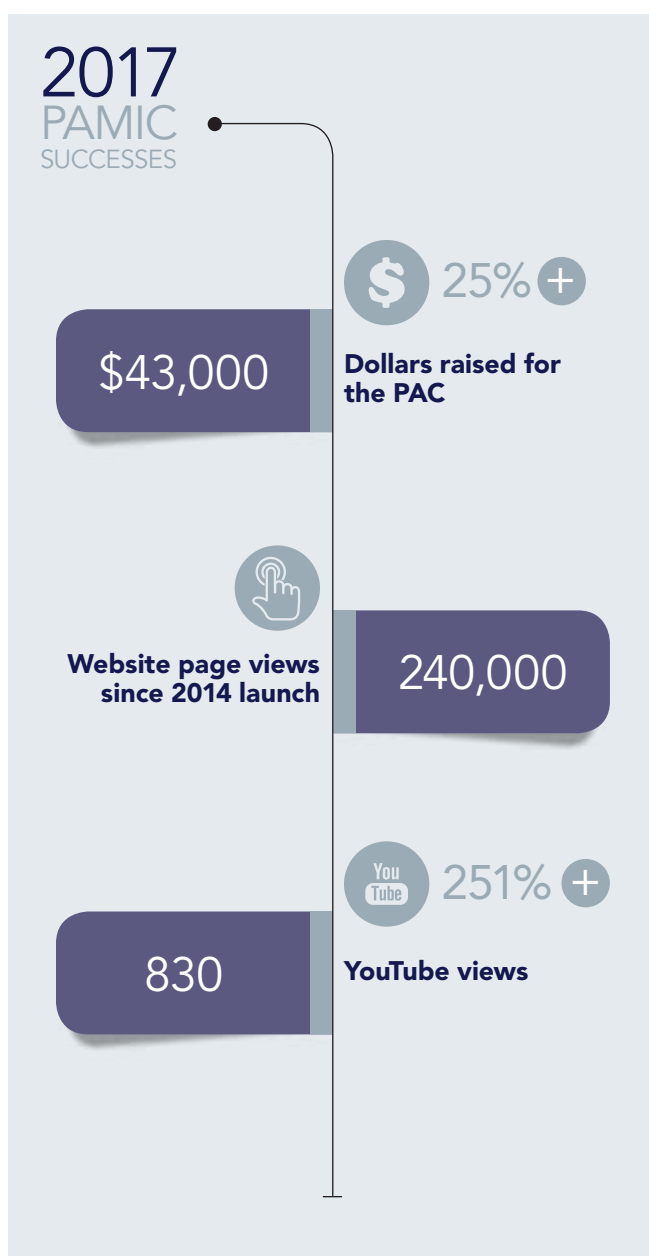 2017
PAMIC
SUCCESSES
$ 25% +
$43,000
Dollars raised for
the PAC
Website page views
since 2014 launch
240,000
You
Tube
251% +
830
YouTube views